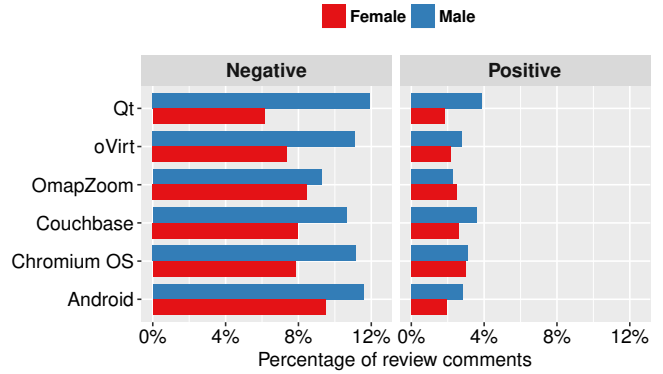 Female Male
Negative Positive
Qt
oVirt
OmapZoom
Couchbase
Chromium OS
Android
0% 4% 8% 12% 0% 4% 8% 12%
Percentage of review comments